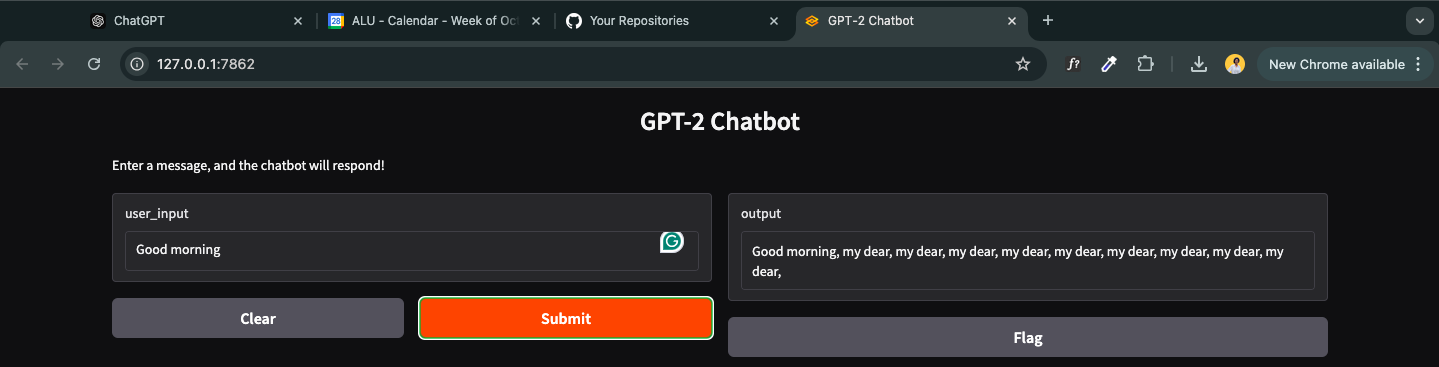 ChatGPT
ALU - Calendar - Week of Oct
Your Repositories
GPT-2 Chatbot
127.0.0.1:7862
f?
New Chrome available
GPT-2 Chatbot
Enter a message, and the chatbot will respond!
user_input
Good morning
output
Good morning, my dear, my dear, my dear, my dear, my dear, my dear, my dear, my dear, my
dear,
Clear
Submit
Flag